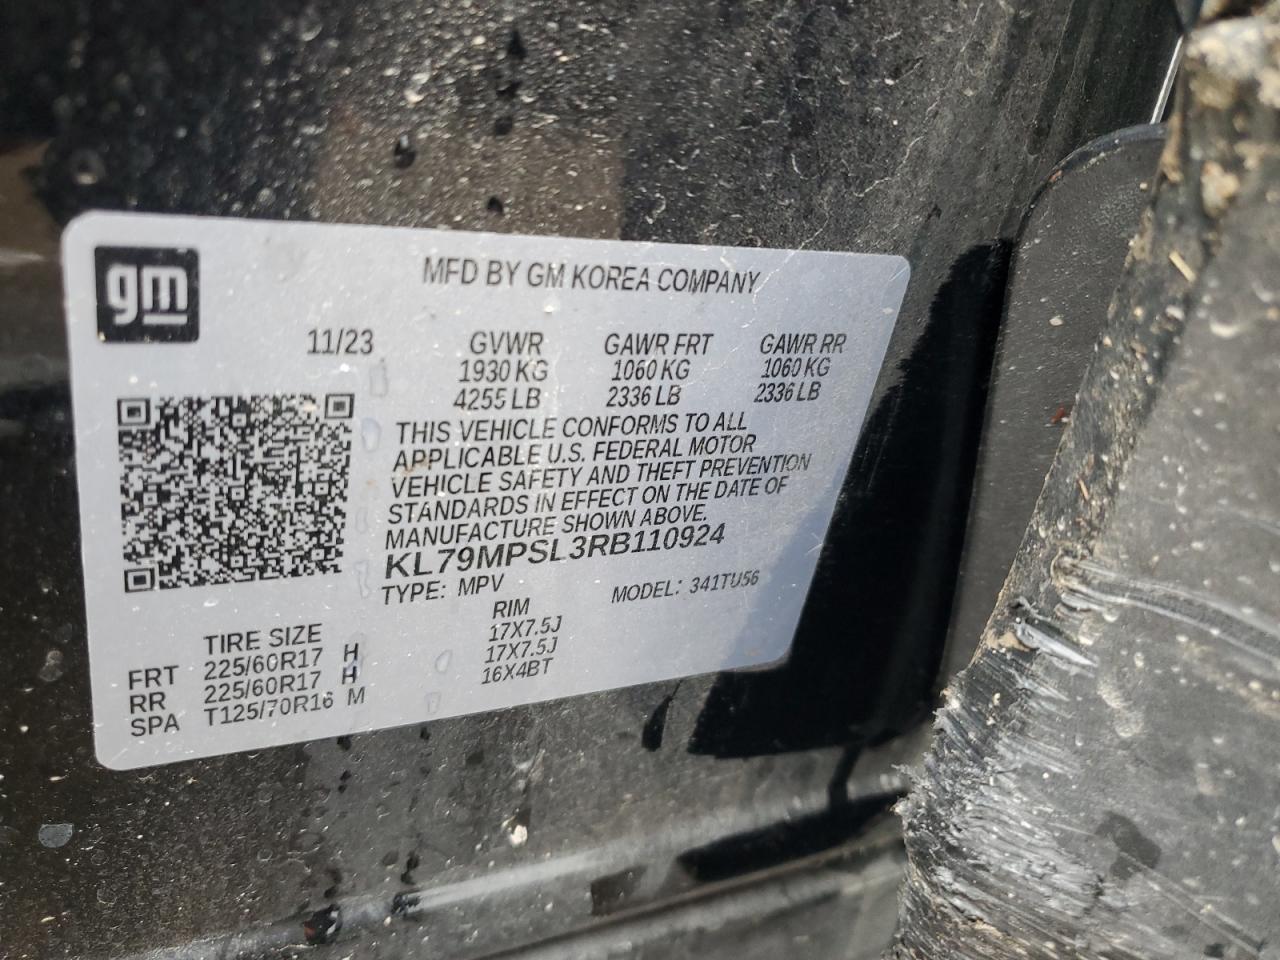 gm
MFD BY GM KOREA COMPANY
11/23 GVWR GAWR FRT GAWR RR
1930 KG 1060 KG 1060 KG
4255 LB 2336 LB 2336 LB
THIS VEHICLE CONFORMS TO ALL
APPLICABLE U.S. FEDERAL MOTOR
VEHICLE SAFETY AND THEFT PREVENTION
STANDARDS IN EFFECT ON THE DATE OF
MANUFACTURE SHOWN ABOVE.
KL79MPSL3RB110924
TYPE: MPV MODEL: 341TU56
TIRE SIZE RIM
FRT 225/60R17 H 17X7.5J
RR 225/60R17 H 17X7.5J
SPA T125/70R16 M 16X4BT